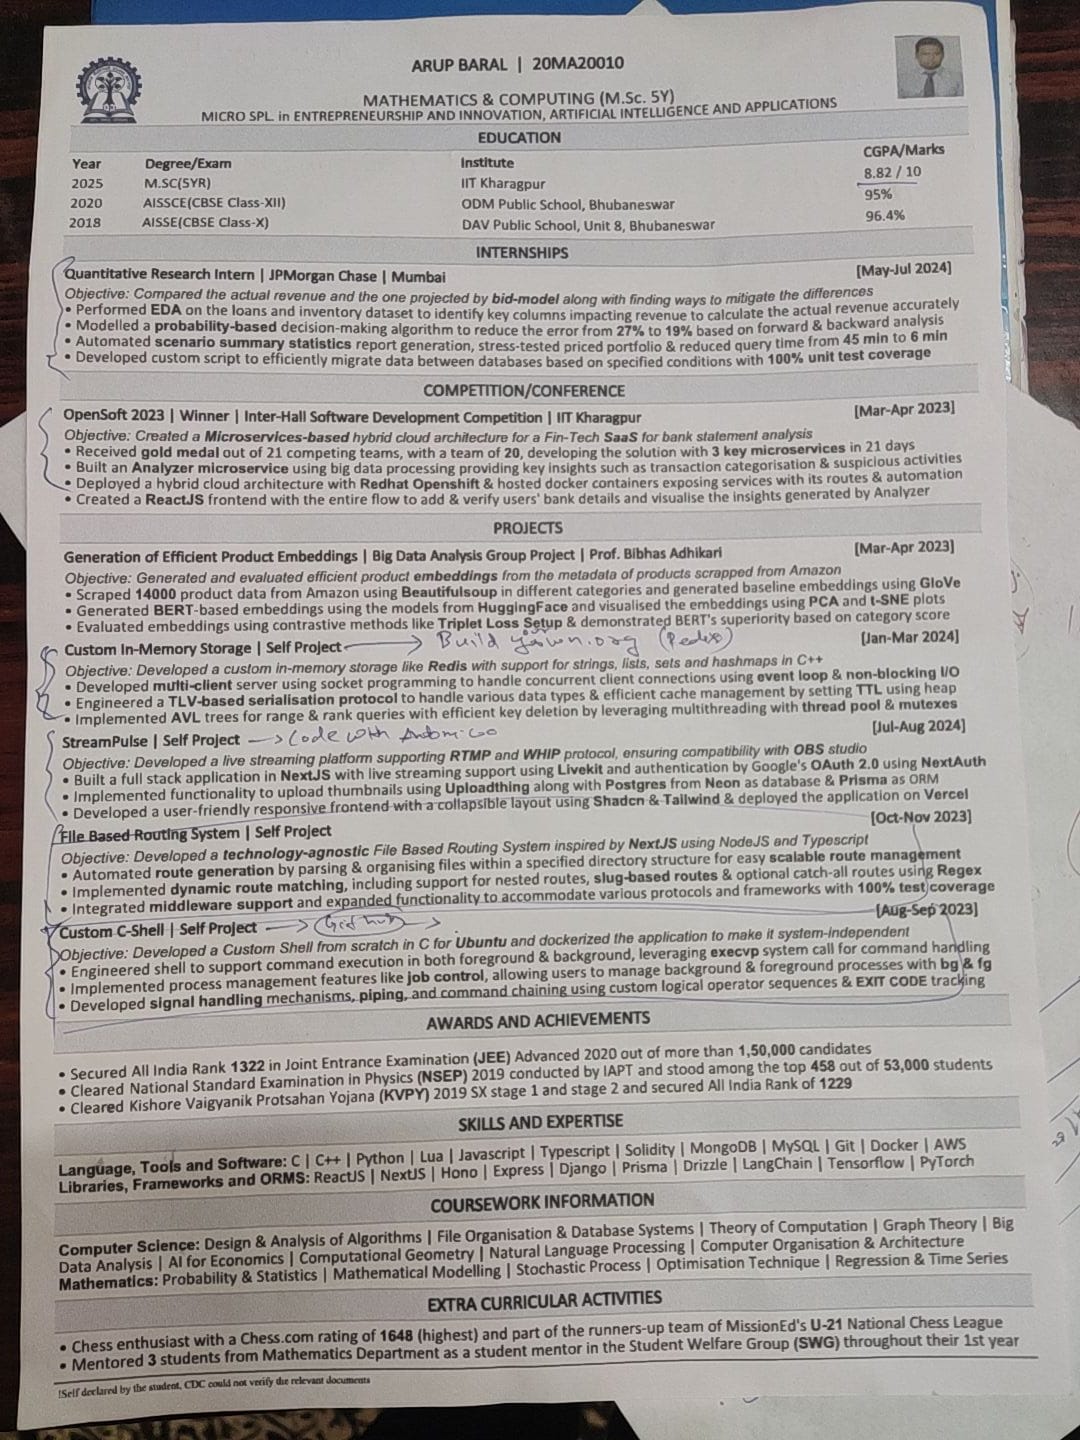 ARUP BARAL | 20MA20010
MATHEMATICS & COMPUTING (M.Sc. 5Y)
MICRO SPL. in ENTREPRENEURSHIP AND INNOVATION, ARTIFICIAL INTELLIGENCE AND APPLICATIONS
EDUCATION
Year Degree/Exam Institute CGPA/Marks
2025 M.SC(5YR) IIT Kharagpur 8.82 / 10
2020 AISSCE(CBSE Class-XII) ODM Public School, Bhubaneswar 95%
2018 AISSE(CBSE Class-X) DAV Public School, Unit 8, Bhubaneswar 96.4%
INTERNSHIPS
Quantitative Research Intern | JPMorgan Chase | Mumbai [May-Jul 2024]
Objective: Compared the actual revenue and the one projected by bid-model along with finding ways to mitigate the differences
• Performed EDA on the loans and inventory dataset to identify key columns impacting revenue to calculate the actual revenue accurately
• Modelled a probability-based decision-making algorithm to reduce the error from 27% to 19% based on forward & backward analysis
• Automated scenario summary statistics report generation, stress-tested priced portfolio & reduced query time from 45 min to 6 min
• Developed custom script to efficiently migrate data between databases based on specified conditions with 100% unit test coverage
COMPETITION/CONFERENCE
OpenSoft 2023 | Winner | Inter-Hall Software Development Competition | IIT Kharagpur [Mar-Apr 2023]
Objective: Created a Microservices-based hybrid cloud architecture for a Fin-Tech SaaS for bank statement analysis
• Received gold medal out of 21 competing teams, with a team of 20, developing the solution with 3 key microservices in 21 days
• Built an Analyzer microservice using big data processing providing key insights such as transaction categorisation & suspicious activities
• Deployed a hybrid cloud architecture with Redhat Openshift & hosted docker containers exposing services with its routes & automation
• Created a ReactJS frontend with the entire flow to add & verify users' bank details and visualise the insights generated by Analyzer
PROJECTS
Generation of Efficient Product Embeddings | Big Data Analysis Group Project | Prof. Bibhas Adhikari [Mar-Apr 2023]
Objective: Generated and evaluated efficient product embeddings from the metadata of products scrapped from Amazon
• Scraped 14000 product data from Amazon using Beautifulsoup in different categories and generated baseline embeddings using GloVe
• Generated BERT-based embeddings using the models from HuggingFace and visualised the embeddings using PCA and t-SNE plots
• Evaluated embeddings using contrastive methods like Triplet Loss Setup & demonstrated BERT's superiority based on category score
Custom In-Memory Storage | Self Project Build your own.org (Redis) [Jan-Mar 2024]
Objective: Developed a custom in-memory storage like Redis with support for strings, lists, sets and hashmaps in C++
• Developed multi-client server using socket programming to handle concurrent client connections using event loop & non-blocking I/O
• Engineered a TLV-based serialisation protocol to handle various data types & efficient cache management by setting TTL using heap
• Implemented AVL trees for range & rank queries with efficient key deletion by leveraging multithreading with thread pool & mutexes
StreamPulse | Self Project Code with Antonio [Jul-Aug 2024]
Objective: Developed a live streaming platform supporting RTMP and WHIP protocol, ensuring compatibility with OBS studio
• Built a full stack application in NextJS with live streaming support using Livekit and authentication by Google's OAuth 2.0 using NextAuth
• Implemented functionality to upload thumbnails using Uploadthing along with Postgres from Neon as database & Prisma as ORM
• Developed a user-friendly responsive frontend with a collapsible layout using Shadcn & Tailwind & deployed the application on Vercel
File Based Routing System | Self Project [Oct-Nov 2023]
Objective: Developed a technology-agnostic File Based Routing System inspired by NextJS using NodeJS and Typescript
• Automated route generation by parsing & organising files within a specified directory structure for easy scalable route management
• Implemented dynamic route matching, including support for nested routes, slug-based routes & optional catch-all routes using Regex
• Integrated middleware support and expanded functionality to accommodate various protocols and frameworks with 100% test coverage
Custom C-Shell | Self Project Github [Aug-Sep 2023]
Objective: Developed a Custom Shell from scratch in C for Ubuntu and dockerized the application to make it system-independent
• Engineered shell to support command execution in both foreground & background, leveraging execvp system call for command handling
• Implemented process management features like job control, allowing users to manage background & foreground processes with bg & fg
• Developed signal handling mechanisms, piping, and command chaining using custom logical operator sequences & EXIT CODE tracking
AWARDS AND ACHIEVEMENTS
• Secured All India Rank 1322 in Joint Entrance Examination (JEE) Advanced 2020 out of more than 1,50,000 candidates
• Cleared National Standard Examination in Physics (NSEP) 2019 conducted by IAPT and stood among the top 458 out of 53,000 students
• Cleared Kishore Vaigyanik Protsahan Yojana (KVPY) 2019 SX stage 1 and stage 2 and secured All India Rank of 1229
SKILLS AND EXPERTISE
Language, Tools and Software: C | C++ | Python | Lua | Javascript | Typescript | Solidity | MongoDB | MySQL | Git | Docker | AWS
Libraries, Frameworks and ORMS: ReactJS | NextJS | Hono | Express | Django | Prisma | Drizzle | LangChain | Tensorflow | PyTorch
COURSEWORK INFORMATION
Computer Science: Design & Analysis of Algorithms | File Organisation & Database Systems | Theory of Computation | Graph Theory | Big
Data Analysis | AI for Economics | Computational Geometry | Natural Language Processing | Computer Organisation & Architecture
Mathematics: Probability & Statistics | Mathematical Modelling | Stochastic Process | Optimisation Technique | Regression & Time Series
EXTRA CURRICULAR ACTIVITIES
• Chess enthusiast with a Chess.com rating of 1648 (highest) and part of the runners-up team of MissionEd's U-21 National Chess League
• Mentored 3 students from Mathematics Department as a student mentor in the Student Welfare Group (SWG) throughout their 1st year
!Self declared by the student, CDC could not verify the relevant documents